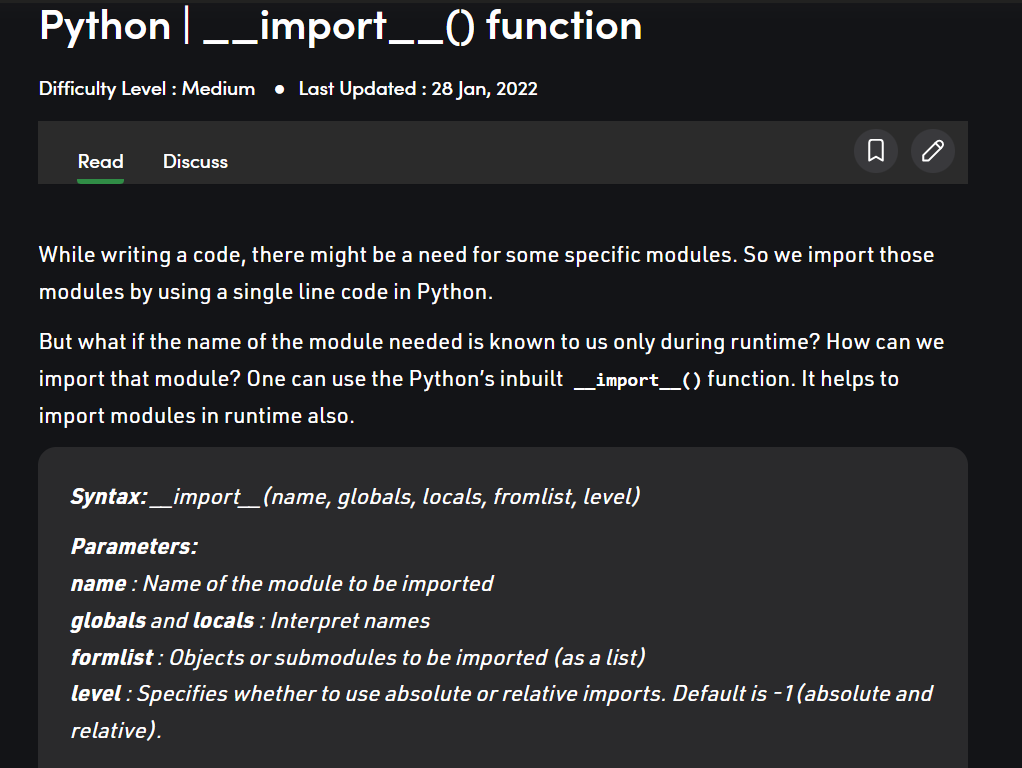 Python | __import__() function
Difficulty Level : Medium ● Last Updated : 28 Jan, 2022
Read Discuss
While writing a code, there might be a need for some specific modules. So we import those
modules by using a single line code in Python.
But what if the name of the module needed is known to us only during runtime? How can we
import that module? One can use the Python’s inbuilt __import__() function. It helps to
import modules in runtime also.
Syntax: __import__(name, globals, locals, fromlist, level)
Parameters:
name : Name of the module to be imported
globals and locals : Interpret names
formlist : Objects or submodules to be imported (as a list)
level : Specifies whether to use absolute or relative imports. Default is -1(absolute and
relative).